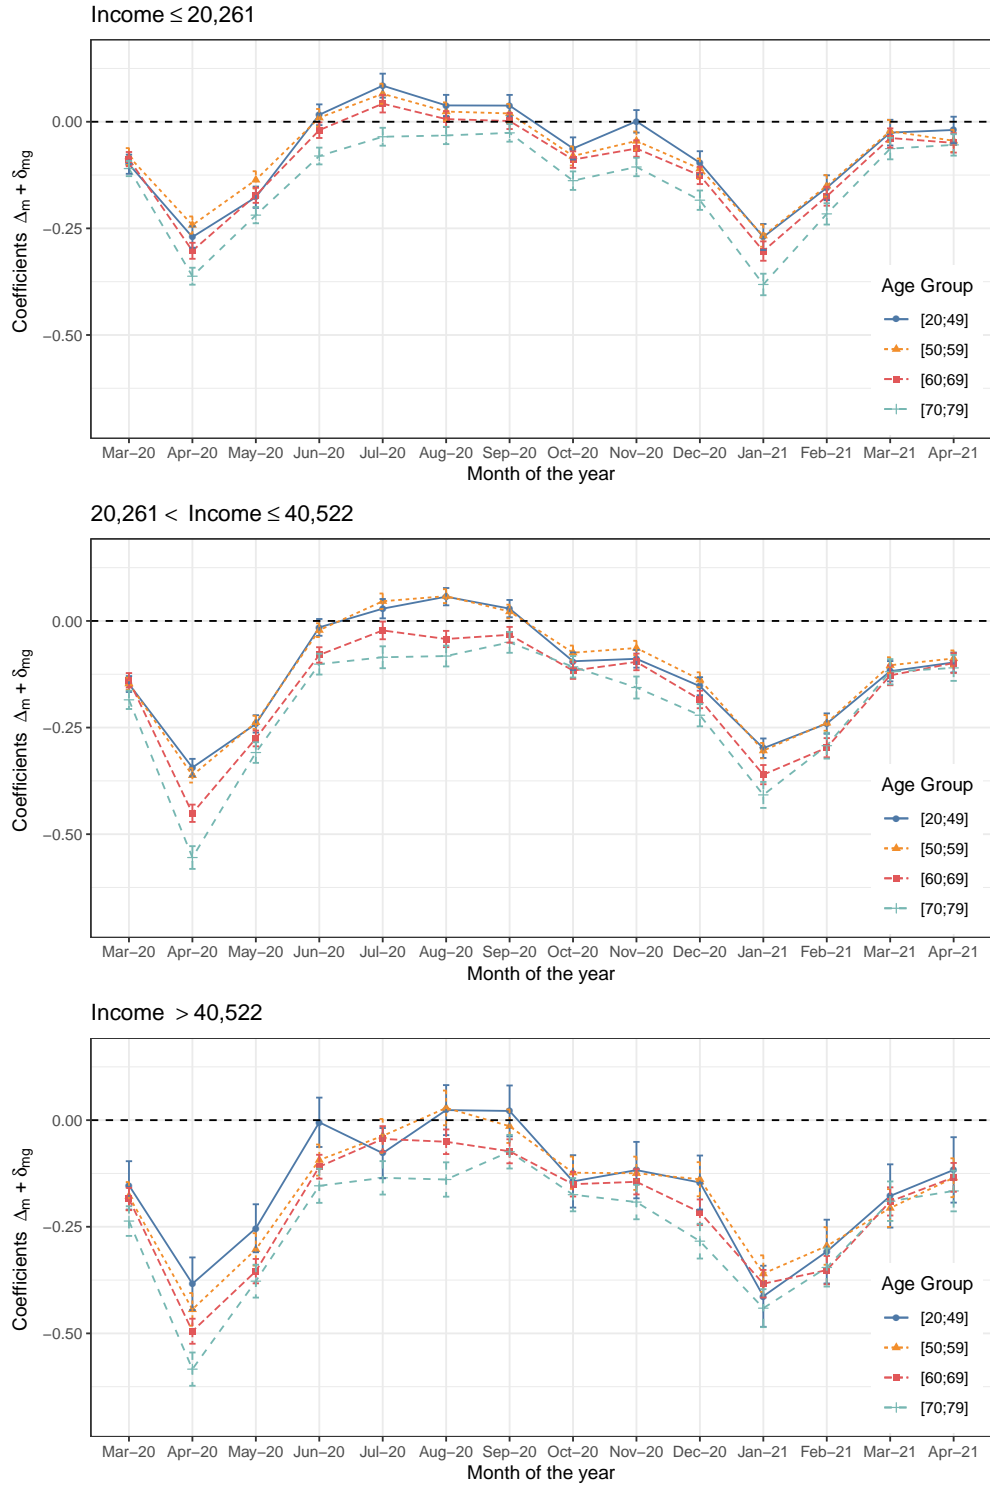 Income ≤ 20,261
Coefficients Δm + δmg
0.00
−0.25
−0.50
Age Group
[20;49]
[50;59]
[60;69]
[70;79]
Mar−20 Apr−20 May−20 Jun−20 Jul−20 Aug−20 Sep−20 Oct−20 Nov−20 Dec−20 Jan−21 Feb−21 Mar−21 Apr−21
Month of the year
20,261 < Income ≤ 40,522
Coefficients Δm + δmg
0.00
−0.25
−0.50
Age Group
[20;49]
[50;59]
[60;69]
[70;79]
Mar−20 Apr−20 May−20 Jun−20 Jul−20 Aug−20 Sep−20 Oct−20 Nov−20 Dec−20 Jan−21 Feb−21 Mar−21 Apr−21
Month of the year
Income > 40,522
Coefficients Δm + δmg
0.00
−0.25
−0.50
Age Group
[20;49]
[50;59]
[60;69]
[70;79]
Mar−20 Apr−20 May−20 Jun−20 Jul−20 Aug−20 Sep−20 Oct−20 Nov−20 Dec−20 Jan−21 Feb−21 Mar−21 Apr−21
Month of the year